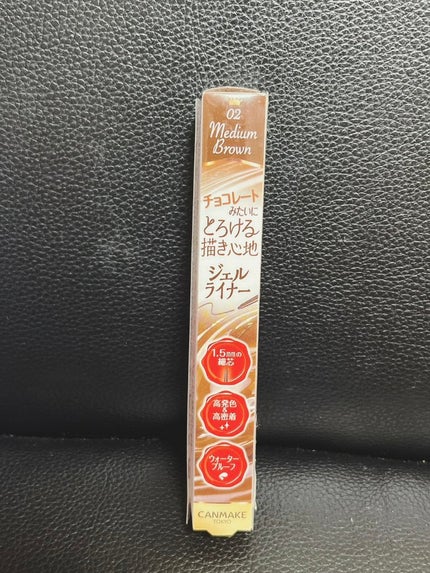 02
Medium
Brown
チョコレート
みたいに
とろける
描き心地
ジェル
ライナー
1.5mmの
細芯
高発色
&
高密着
ウォーター
プルーフ
CANMAKE
TOKYO